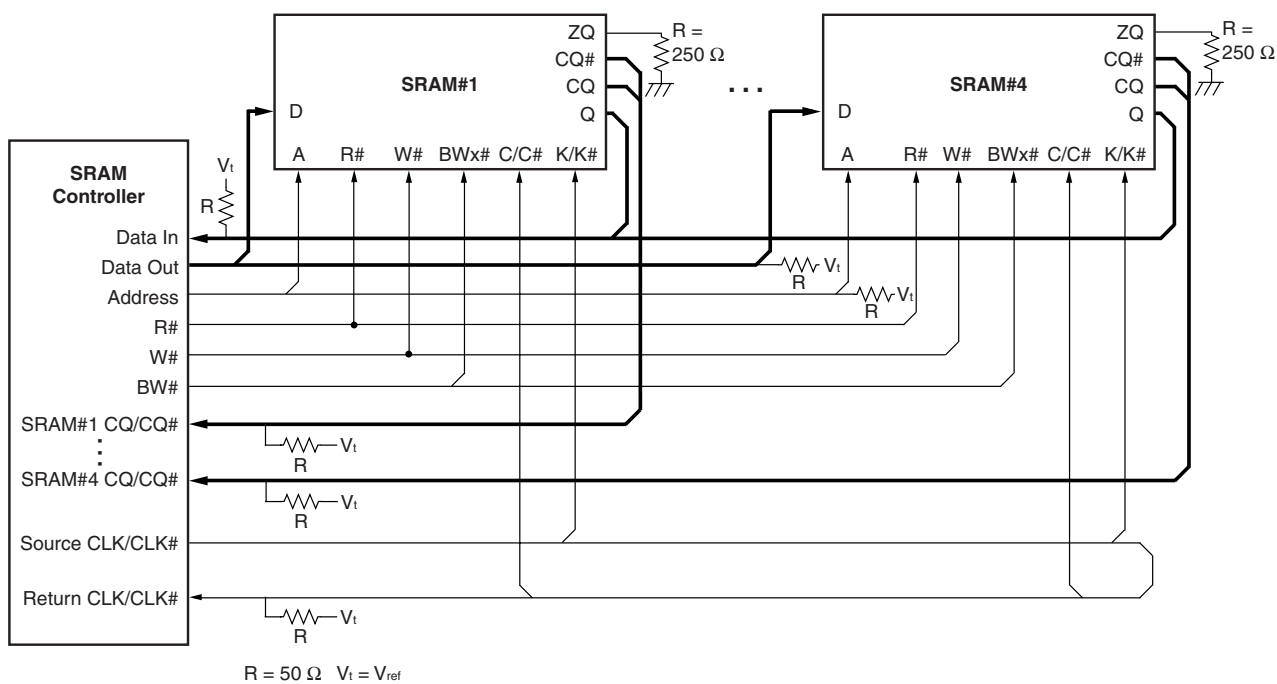 ZQ
R =
250 Ω
CQ#
SRAM#1
CQ
D
Q
A R# W# BWx# C/C# K/K#
. . .
ZQ
R =
250 Ω
CQ#
SRAM#4
CQ
D
Q
A R# W# BWx# C/C# K/K#
SRAM
Controller
Vt
R
Data In
Data Out
R Vt
Address
R Vt
R#
W#
BW#
SRAM#1 CQ/CQ#
R Vt
SRAM#4 CQ/CQ#
R Vt
Source CLK/CLK#
Return CLK/CLK#
R Vt
R = 50 Ω Vt = Vref